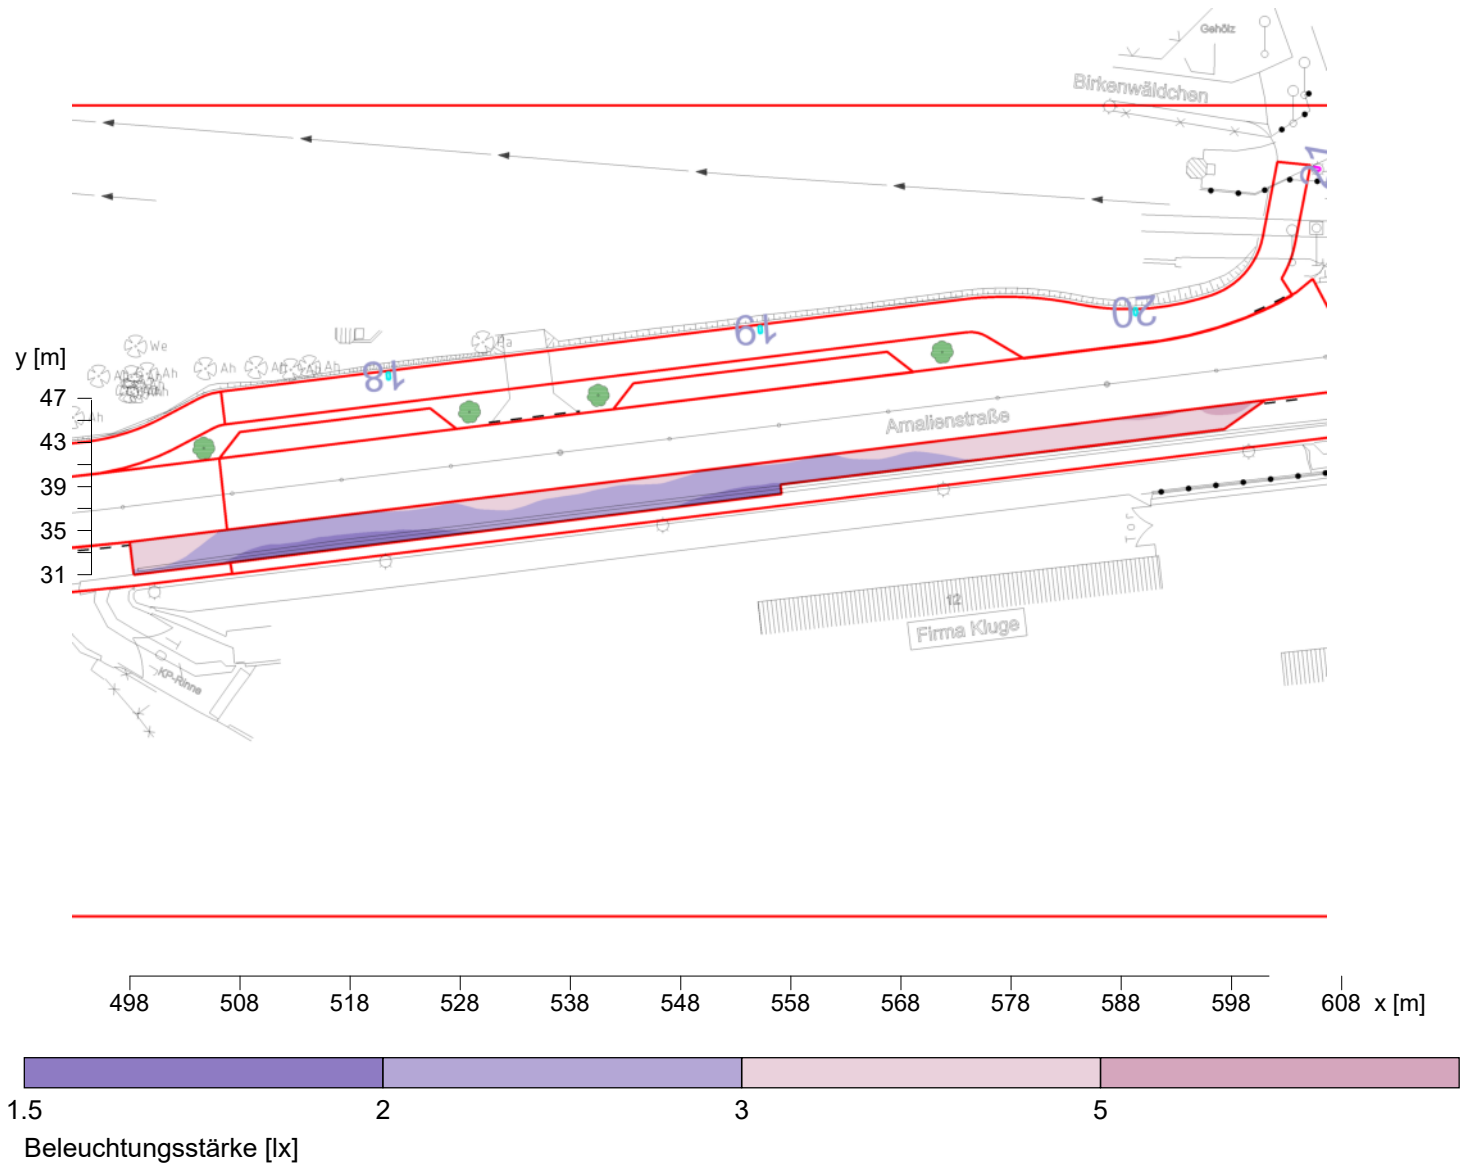 Gehölz
Birkenwäldchen
21
20
19
18
We
Ah
Ah
Ah
Ah
Ah
Ah
y [m]
47
43
39
35
31
Amalienstraße
TOT
12
Firma Kluge
KP-Rinne
498 508 518 528 538 548 558 568 578 588 598 608 x [m]
1.5 2 3 5
Beleuchtungsstärke [lx]